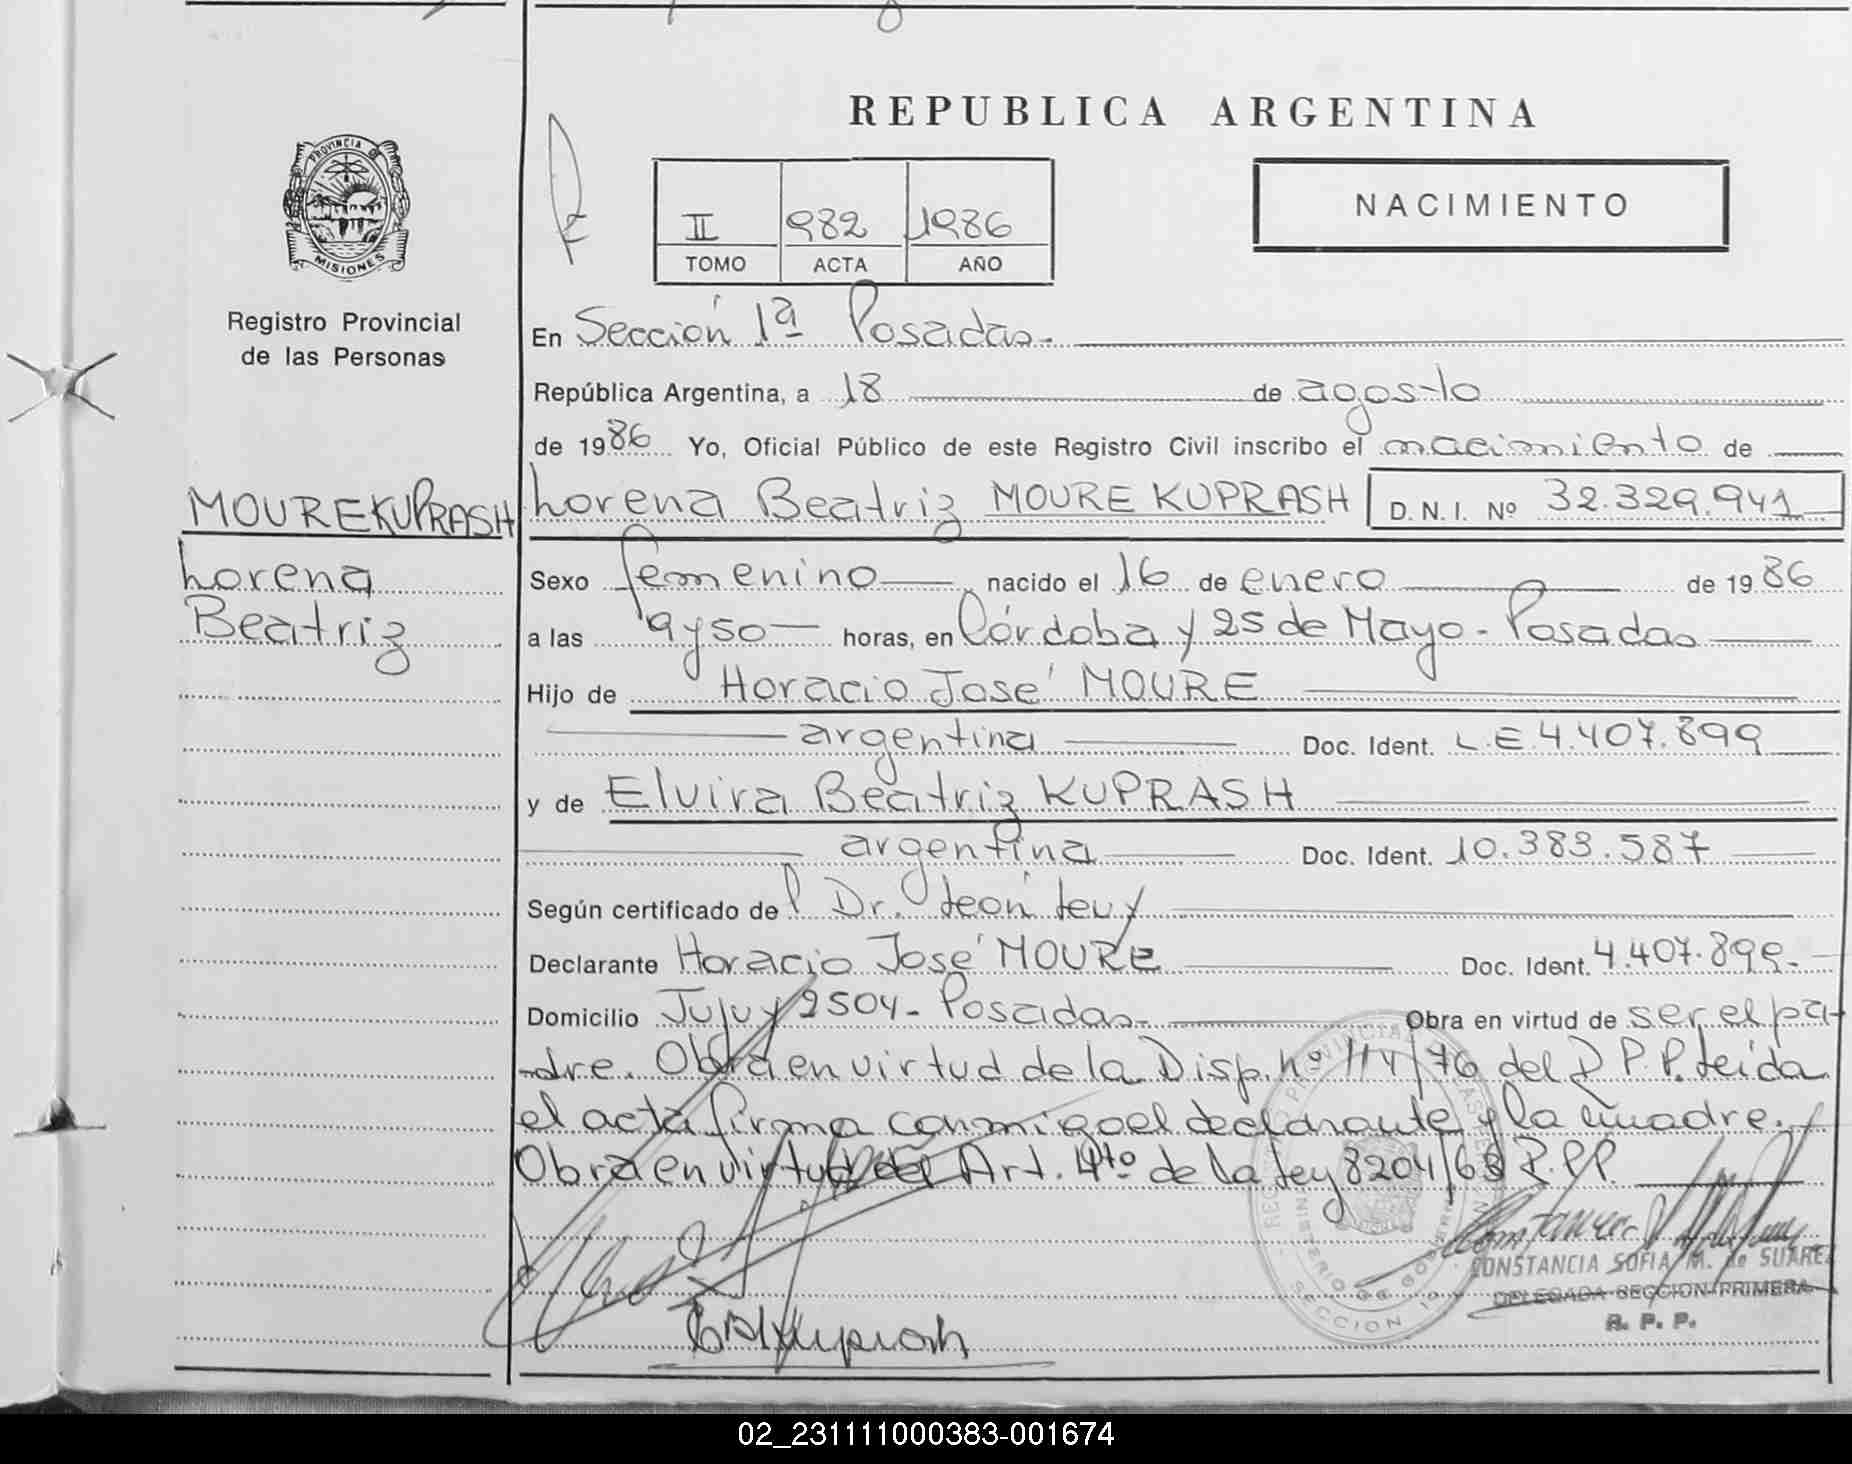 REPUBLICA ARGENTINA
PROVINCIA DE
MISIONES
Registro Provincial
de las Personas
II 982 1986
TOMO ACTA AÑO
NACIMIENTO
En Sección 1ª Posadas.
República Argentina, a 18 de agosto
de 1986 Yo, Oficial Público de este Registro Civil inscribo el nacimiento de
MOURE KUPRASH
Lorena
Beatriz
Lorena Beatriz MOURE KUPRASH D.N.I. Nº 32.329.941
Sexo femenino nacido el 16 de enero de 1986
a las 9 y 50 horas, en Córdoba y 25 de Mayo - Posadas
Hijo de Horacio José MOURE
argentina Doc. Ident. L.E 4.407.899
y de Elvira Beatriz KUPRASH
argentina Doc. Ident. 10.383.587
Según certificado del Dr. León Levy
Declarante Horacio José MOURE Doc. Ident. 4.407.899.
Domicilio Jujuy 2504 - Posadas Obra en virtud de ser el pa-
dre. Obra en virtud de la Disp. nº 114/76 del R.P.P. Leida
el acta firma conmigo el declarante y la madre.
Obra en virtud del Art. 4to de la Ley 8204/63 R.P.P.
CONSTANCIA SOFIA M. de SUAREZ
DELEGADA SECCION PRIMERA
R. P. P.
02_231111000383-001674